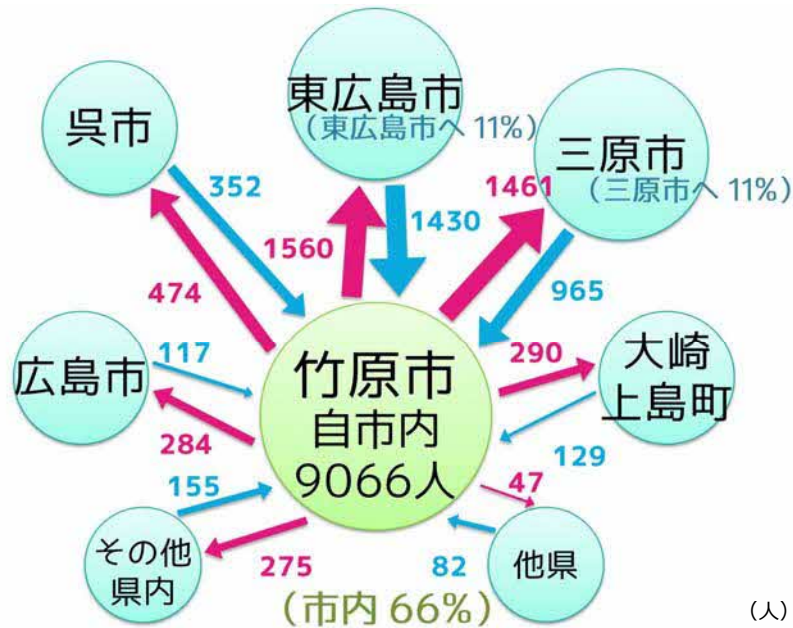 東広島市
(東広島市へ 11%)
呉市
三原市
(三原市へ 11%)
352
1461
1560
1430
474
965
広島市
117
竹原市
自市内
9066人
290
大崎
上島町
284
129
155
47
その他
県内
275
82
他県
(市内 66%)
(人)